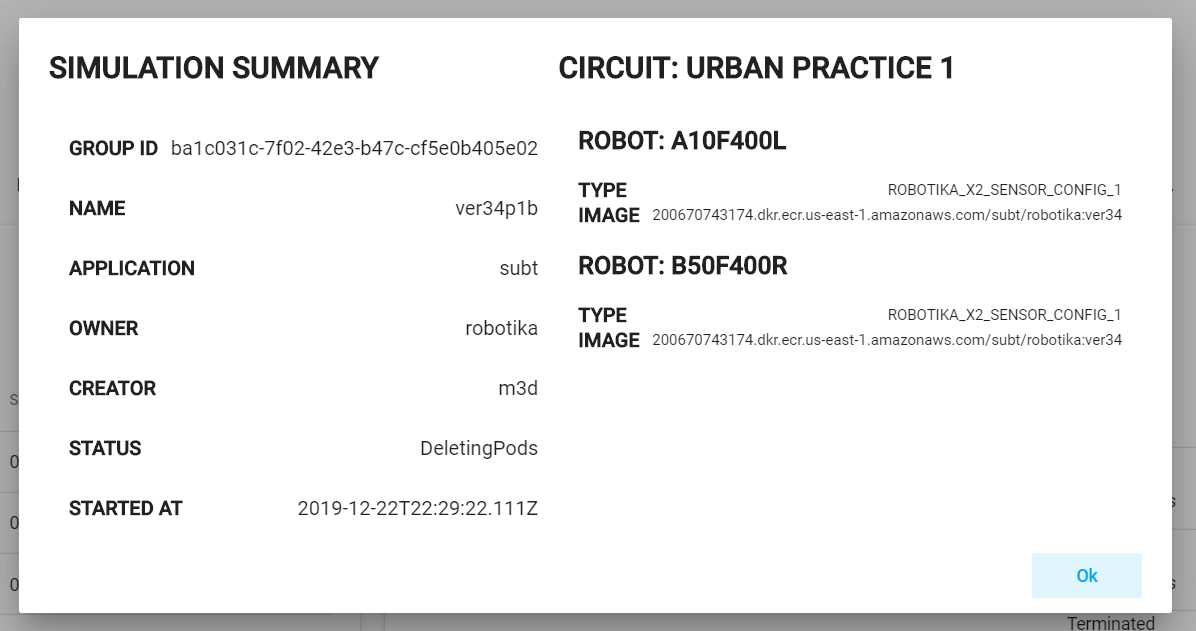 SIMULATION SUMMARY
GROUP ID ba1c031c-7f02-42e3-b47c-cf5e0b405e02
NAME ver34p1b
APPLICATION subt
OWNER robotika
CREATOR m3d
STATUS DeletingPods
STARTED AT 2019-12-22T22:29:22.111Z
CIRCUIT: URBAN PRACTICE 1
ROBOT: A10F400L
TYPE ROBOTIKA_X2_SENSOR_CONFIG_1
IMAGE 200670743174.dkr.ecr.us-east-1.amazonaws.com/subt/robotika:ver34
ROBOT: B50F400R
TYPE ROBOTIKA_X2_SENSOR_CONFIG_1
IMAGE 200670743174.dkr.ecr.us-east-1.amazonaws.com/subt/robotika:ver34
Ok
Terminated